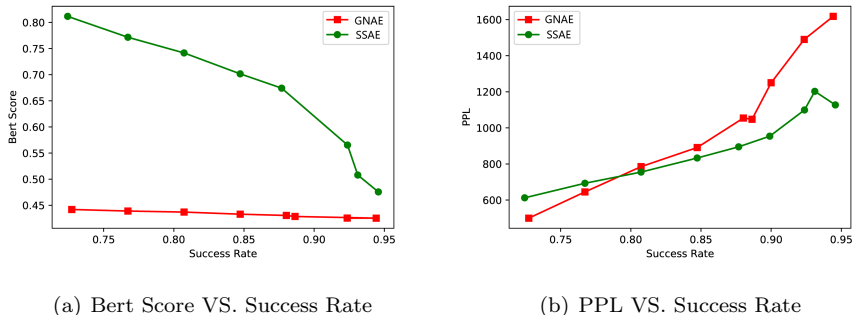 GNAE
SSAE
0.80
0.75
0.70
0.65
0.60
0.55
0.50
0.45
Bert Score
0.75 0.80 0.85 0.90 0.95
Success Rate
(a) Bert Score VS. Success Rate
GNAE
SSAE
1600
1400
1200
1000
800
600
PPL
0.75 0.80 0.85 0.90 0.95
Success Rate
(b) PPL VS. Success Rate